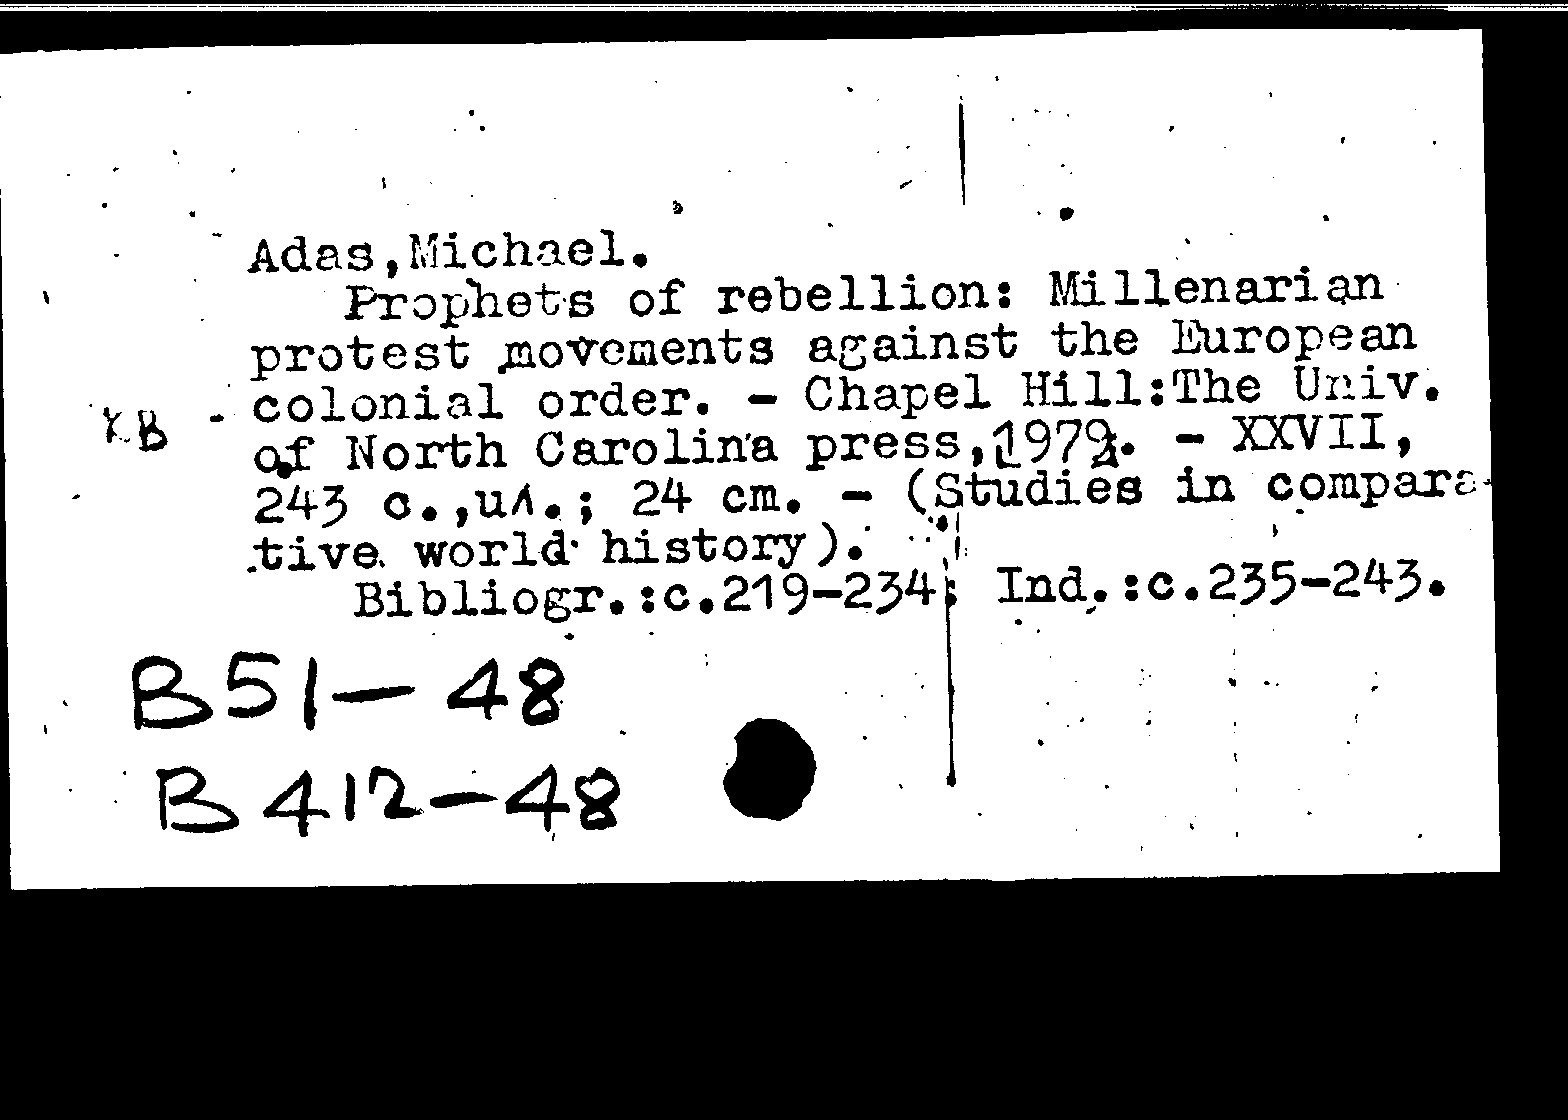 Adas,Michael.
Prophets of rebellion: Millenarian
protest movements against the European
colonial order. – Chapel Hill:The Univ.
of North Carolina press,1979. – XXVII,
243 c.,ил.; 24 cm. – (Studies in compara-
tive world history).
Bibliogr.:c.219–234; Ind.:c.235–243.
КВ
B51–48
B412–48